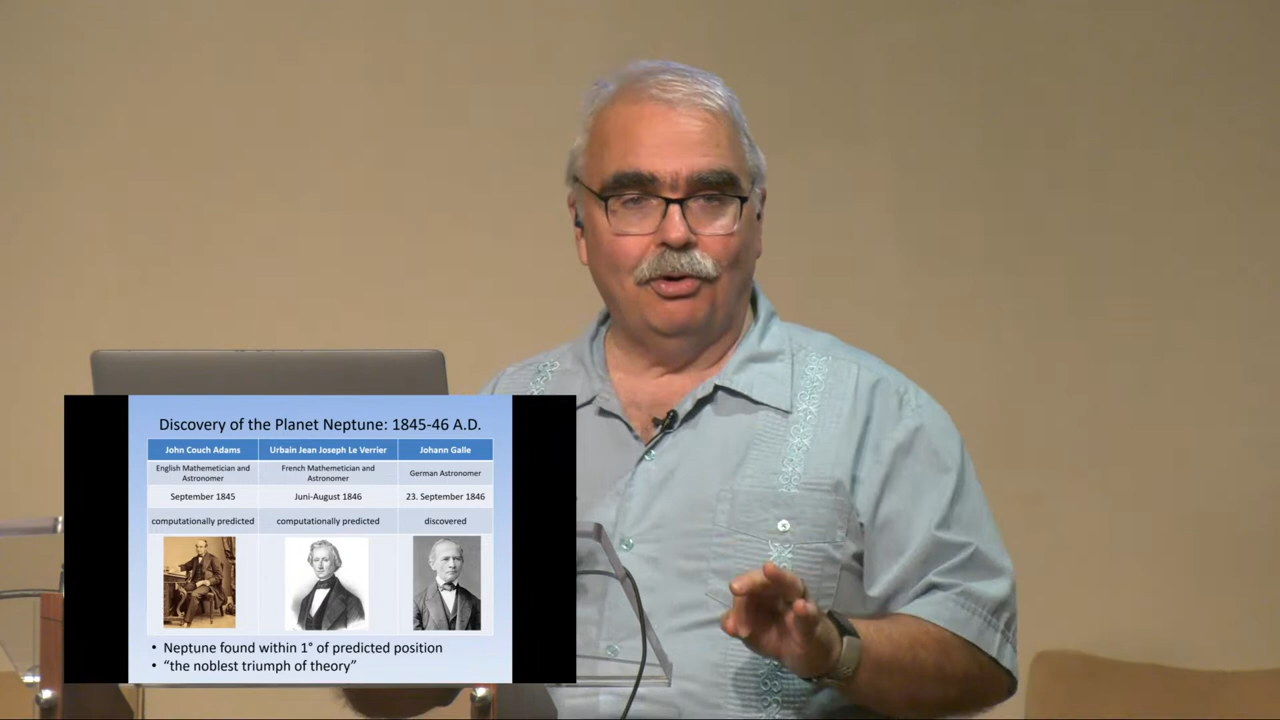 Discovery of the Planet Neptune: 1845-46 A.D.
John Couch Adams
Urbain Jean Joseph Le Verrier
Johann Galle
English Mathemetician and
Astronomer
French Mathemetician and
Astronomer
German Astronomer
September 1845
Juni-August 1846
23. September 1846
computationally predicted
computationally predicted
discovered
• Neptune found within 1° of predicted position
• “the noblest triumph of theory”